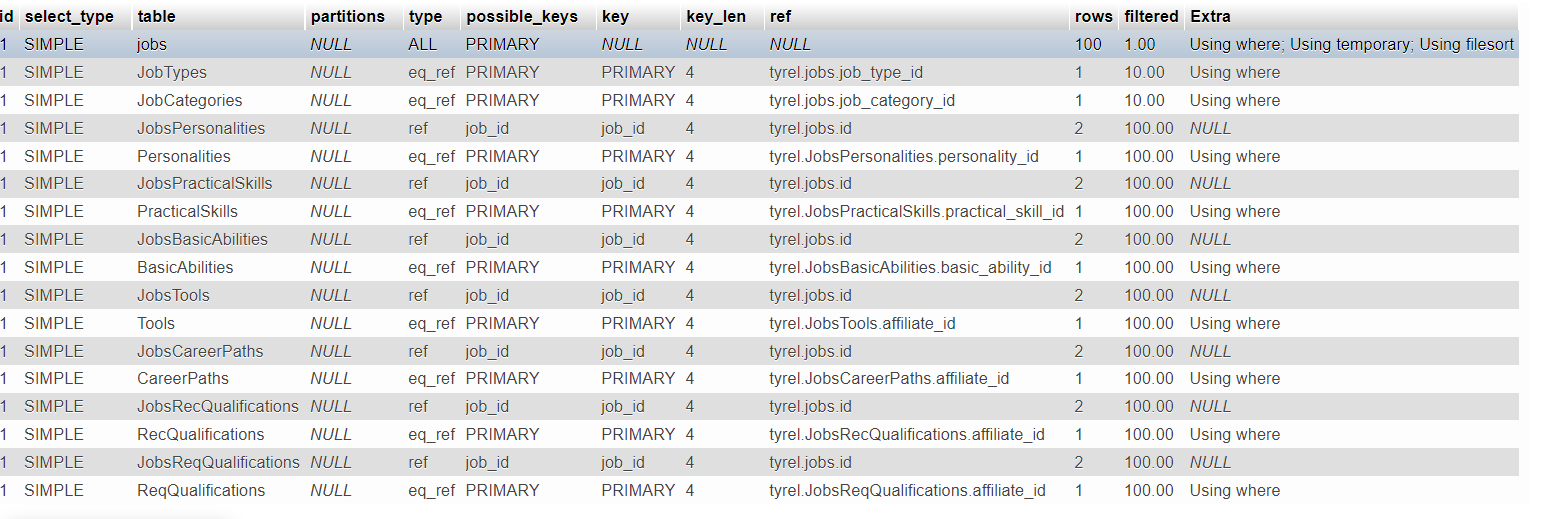 id select_type table partitions type possible_keys key key_len ref rows filtered Extra
1 SIMPLE jobs NULL ALL PRIMARY NULL NULL NULL 100 1.00 Using where; Using temporary; Using filesort
1 SIMPLE JobTypes NULL eq_ref PRIMARY PRIMARY 4 tyrel.jobs.job_type_id 1 10.00 Using where
1 SIMPLE JobCategories NULL eq_ref PRIMARY PRIMARY 4 tyrel.jobs.job_category_id 1 10.00 Using where
1 SIMPLE JobsPersonalities NULL ref job_id job_id 4 tyrel.jobs.id 2 100.00 NULL
1 SIMPLE Personalities NULL eq_ref PRIMARY PRIMARY 4 tyrel.JobsPersonalities.personality_id 1 100.00 Using where
1 SIMPLE JobsPracticalSkills NULL ref job_id job_id 4 tyrel.jobs.id 2 100.00 NULL
1 SIMPLE PracticalSkills NULL eq_ref PRIMARY PRIMARY 4 tyrel.JobsPracticalSkills.practical_skill_id 1 100.00 Using where
1 SIMPLE JobsBasicAbilities NULL ref job_id job_id 4 tyrel.jobs.id 2 100.00 NULL
1 SIMPLE BasicAbilities NULL eq_ref PRIMARY PRIMARY 4 tyrel.JobsBasicAbilities.basic_ability_id 1 100.00 Using where
1 SIMPLE JobsTools NULL ref job_id job_id 4 tyrel.jobs.id 2 100.00 NULL
1 SIMPLE Tools NULL eq_ref PRIMARY PRIMARY 4 tyrel.JobsTools.affiliate_id 1 100.00 Using where
1 SIMPLE JobsCareerPaths NULL ref job_id job_id 4 tyrel.jobs.id 2 100.00 NULL
1 SIMPLE CareerPaths NULL eq_ref PRIMARY PRIMARY 4 tyrel.JobsCareerPaths.affiliate_id 1 100.00 Using where
1 SIMPLE JobsRecQualifications NULL ref job_id job_id 4 tyrel.jobs.id 2 100.00 NULL
1 SIMPLE RecQualifications NULL eq_ref PRIMARY PRIMARY 4 tyrel.JobsRecQualifications.affiliate_id 1 100.00 Using where
1 SIMPLE JobsReqQualifications NULL ref job_id job_id 4 tyrel.jobs.id 2 100.00 NULL
1 SIMPLE ReqQualifications NULL eq_ref PRIMARY PRIMARY 4 tyrel.JobsReqQualifications.affiliate_id 1 100.00 Using where